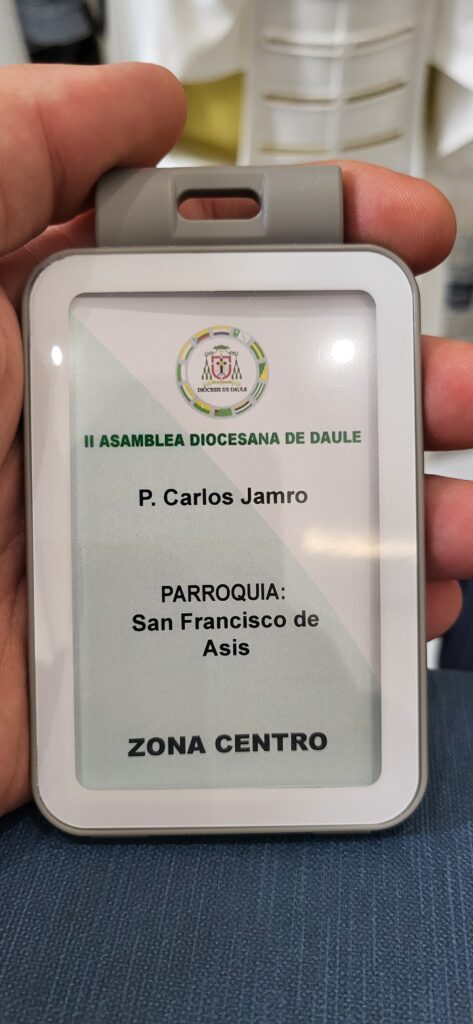 DIÓCESIS DE DAULE
II ASAMBLEA DIOCESANA DE DAULE
P. Carlos Jamro
PARROQUIA:
San Francisco de
Asis
ZONA CENTRO